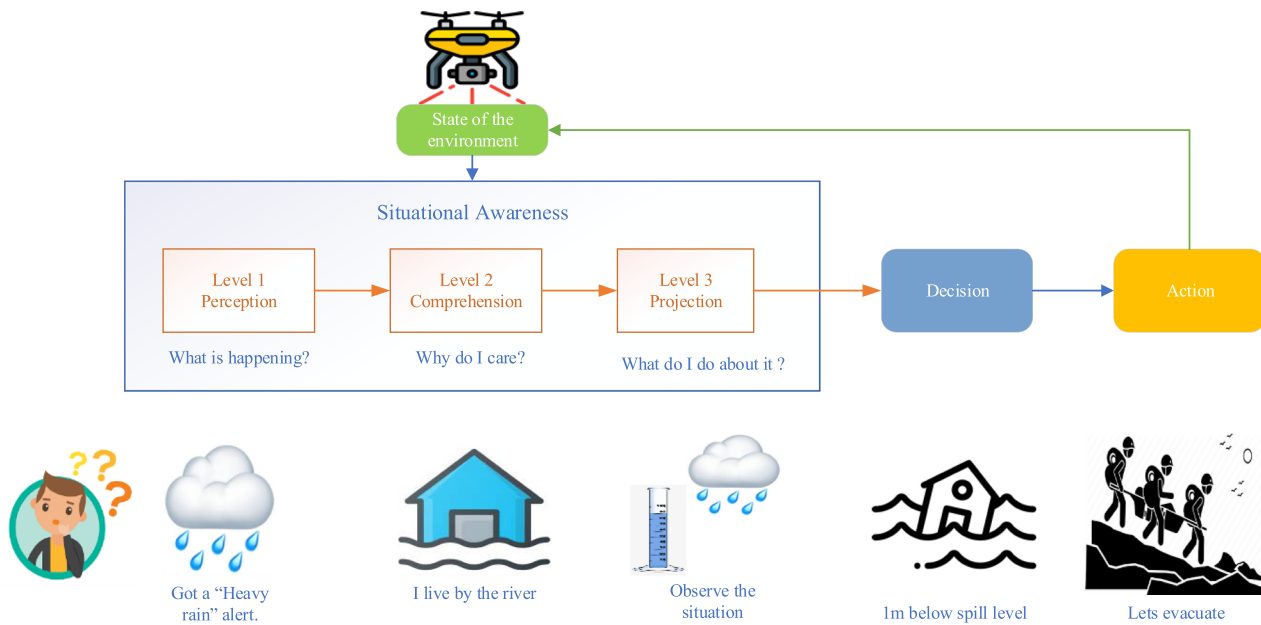 State of the
environment
Situational Awareness
Level 1
Perception
Level 2
Comprehension
Level 3
Projection
Decision
Action
What is happening?
Why do I care?
What do I do about it ?
? ? ?
Got a “Heavy
rain” alert.
I live by the river
Observe the
situation
1m below spill level
Lets evacuate